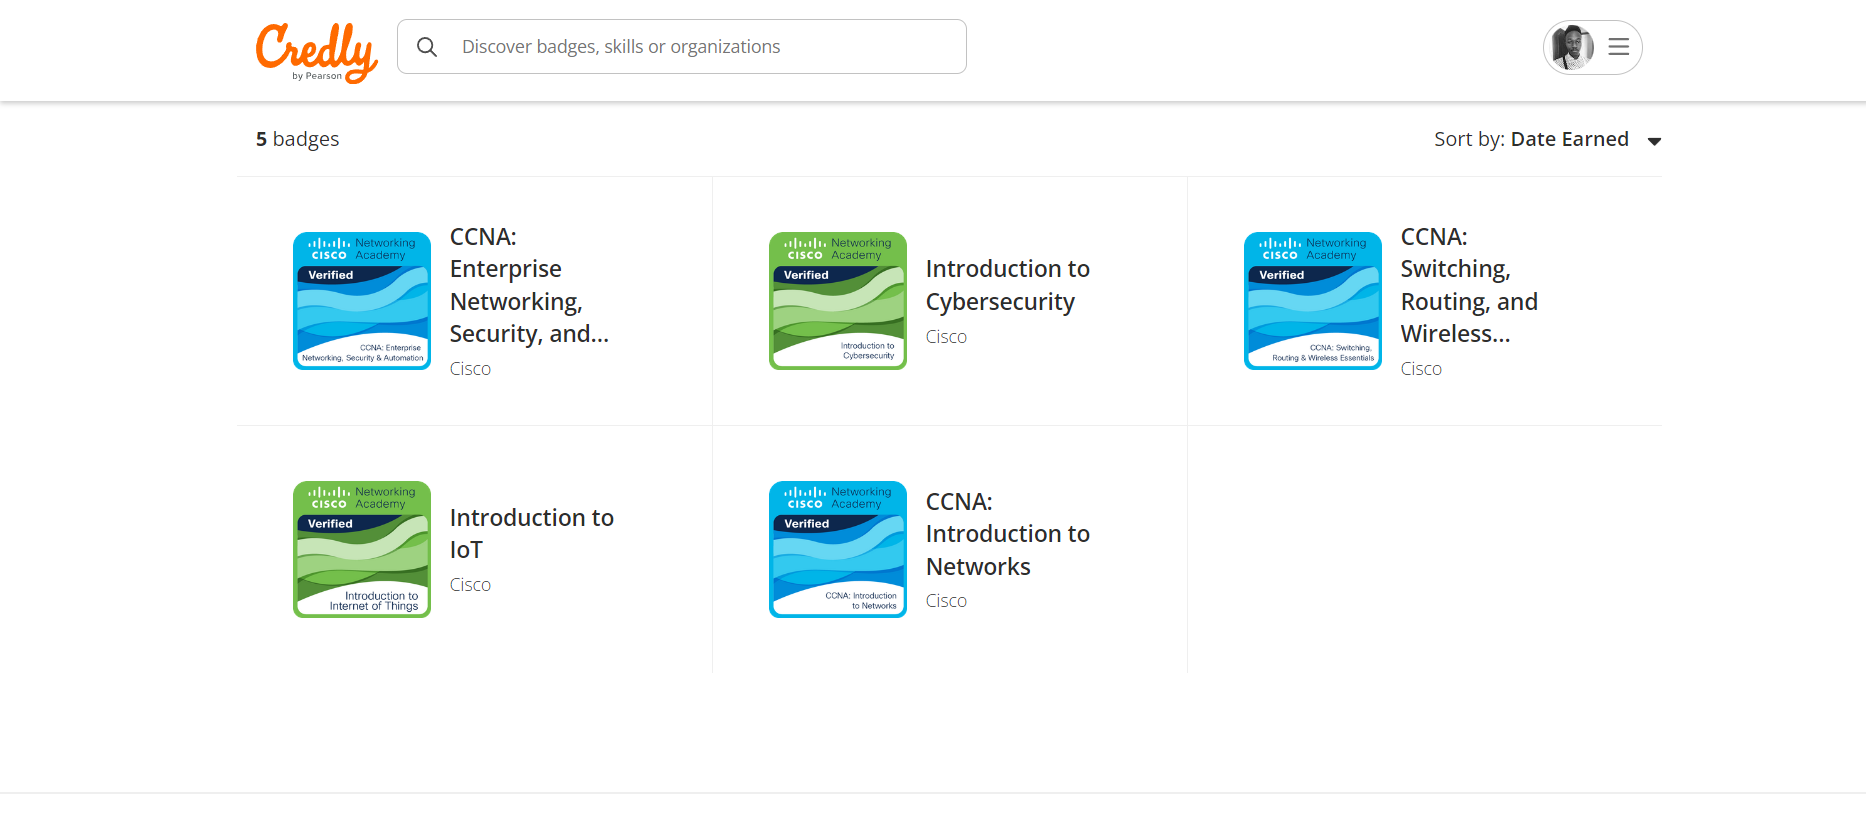 Credly
by Pearson
Discover badges, skills or organizations
5 badges
Sort by: Date Earned
Networking
CISCO Academy
Verified
CCNA: Enterprise
Networking, Security & Automation
CCNA:
Enterprise
Networking,
Security, and...
Cisco
Networking
CISCO Academy
Verified
Introduction to
Cybersecurity
Introduction to
Cybersecurity
Cisco
Networking
CISCO Academy
Verified
CCNA: Switching,
Routing & Wireless Essentials
CCNA:
Switching,
Routing, and
Wireless...
Cisco
Networking
CISCO Academy
Verified
Introduction to
Internet of Things
Introduction to
IoT
Cisco
Networking
CISCO Academy
Verified
CCNA: Introduction
to Networks
CCNA:
Introduction to
Networks
Cisco